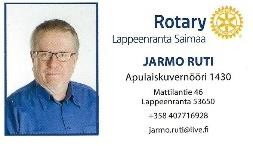 Rotary
Lappeenranta Saimaa
JARMO RUTI
Apulaiskuvernööri 1430
Mattilantie 46
Lappeenranta 53650
+358 407716928
jarmo.ruti@live.fi